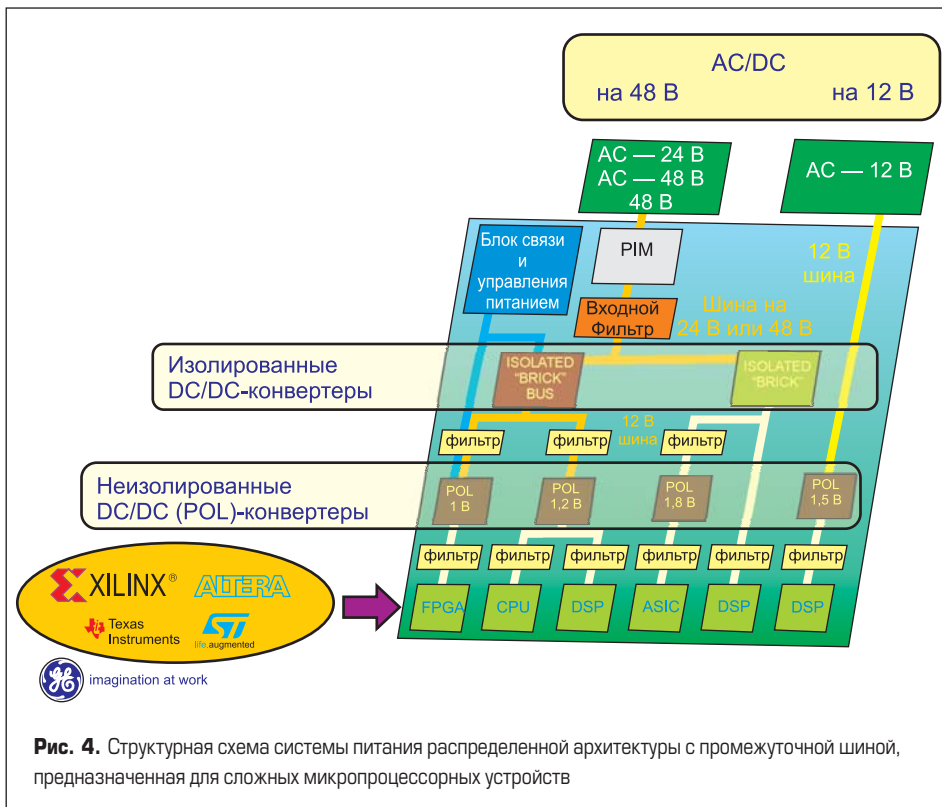 AC/DC
на 48 В на 12 В
АС — 24 В
АС — 48 В
48 В
АС — 12 В
Блок связи
и
управления
питанием
PIM
12 В
шина
Входной
Фильтр
Шина на
24 В или 48 В
Изолированные
DC/DC-конвертеры
ISOLATED
"BRICK"
BUS
ISOLATED
"BRICK"
12 В
шина
фильтр фильтр фильтр
Неизолированные
DC/DC (POL)-конвертеры
POL
1 В
POL
1,2 В
POL
1,8 В
POL
1,5 В
фильтр фильтр фильтр фильтр фильтр фильтр
FPGA CPU DSP ASIC DSP DSP
XILINX®
ALTERA
Texas
Instruments
ST
life.augmented
GE
imagination at work
Рис. 4. Структурная схема системы питания распределенной архитектуры с промежуточной шиной,
предназначенная для сложных микропроцессорных устройств